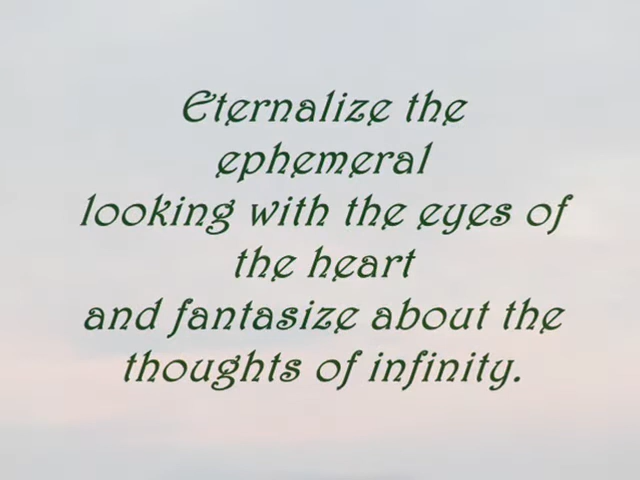 Eternalize the
ephemeral
looking with the eyes of
the heart
and fantasize about the
thoughts of infinity.